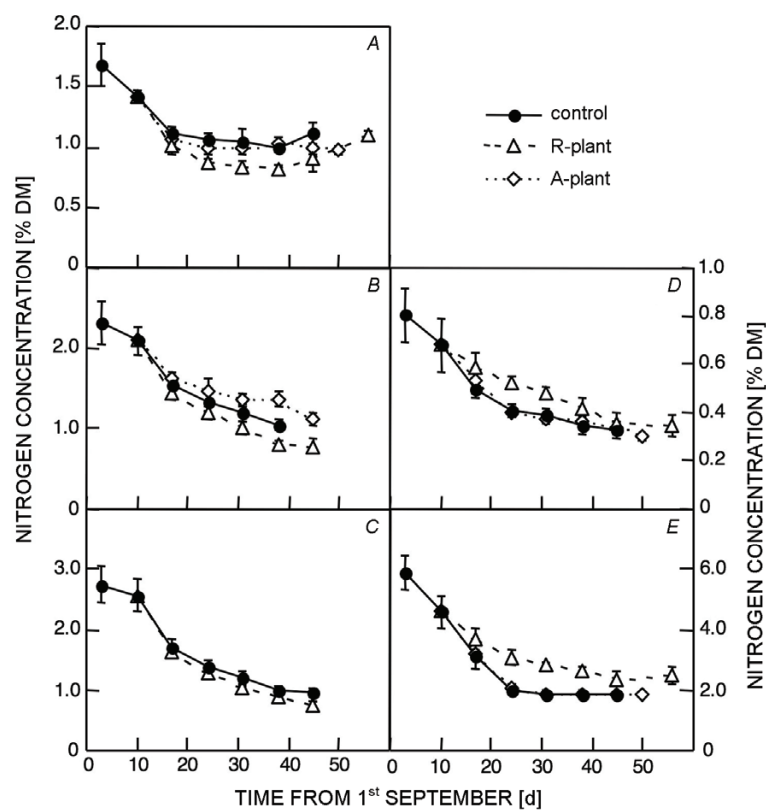 2.0
A
1.5
1.0
0.5
0
control
R-plant
A-plant
NITROGEN CONCENTRATION [% DM]
B
2.0
1.0
0
D
1.0
0.8
0.6
0.4
0.2
0
C
3.0
2.0
1.0
0
E
6.0
4.0
2.0
0
NITROGEN CONCENTRATION [% DM]
0 10 20 30 40 50 0 10 20 30 40 50
TIME FROM 1st SEPTEMBER [d]